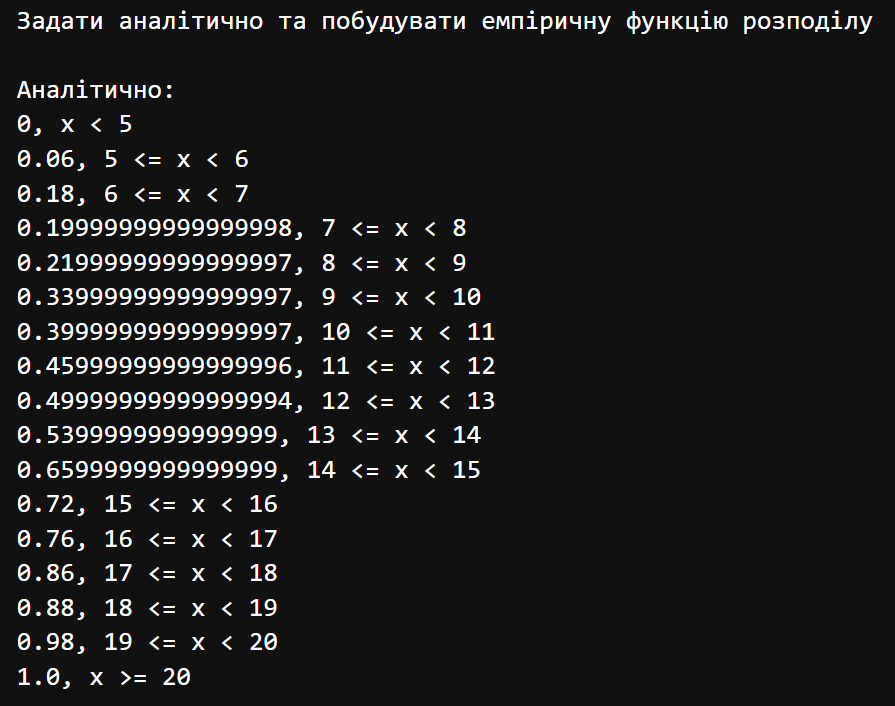 Задати аналітично та побудувати емпіричну функцію розподілу
Аналітично:
0, x < 5
0.06, 5 <= x < 6
0.18, 6 <= x < 7
0.19999999999999998, 7 <= x < 8
0.21999999999999997, 8 <= x < 9
0.33999999999999997, 9 <= x < 10
0.39999999999999997, 10 <= x < 11
0.45999999999999996, 11 <= x < 12
0.49999999999999994, 12 <= x < 13
0.5399999999999999, 13 <= x < 14
0.6599999999999999, 14 <= x < 15
0.72, 15 <= x < 16
0.76, 16 <= x < 17
0.86, 17 <= x < 18
0.88, 18 <= x < 19
0.98, 19 <= x < 20
1.0, x >= 20